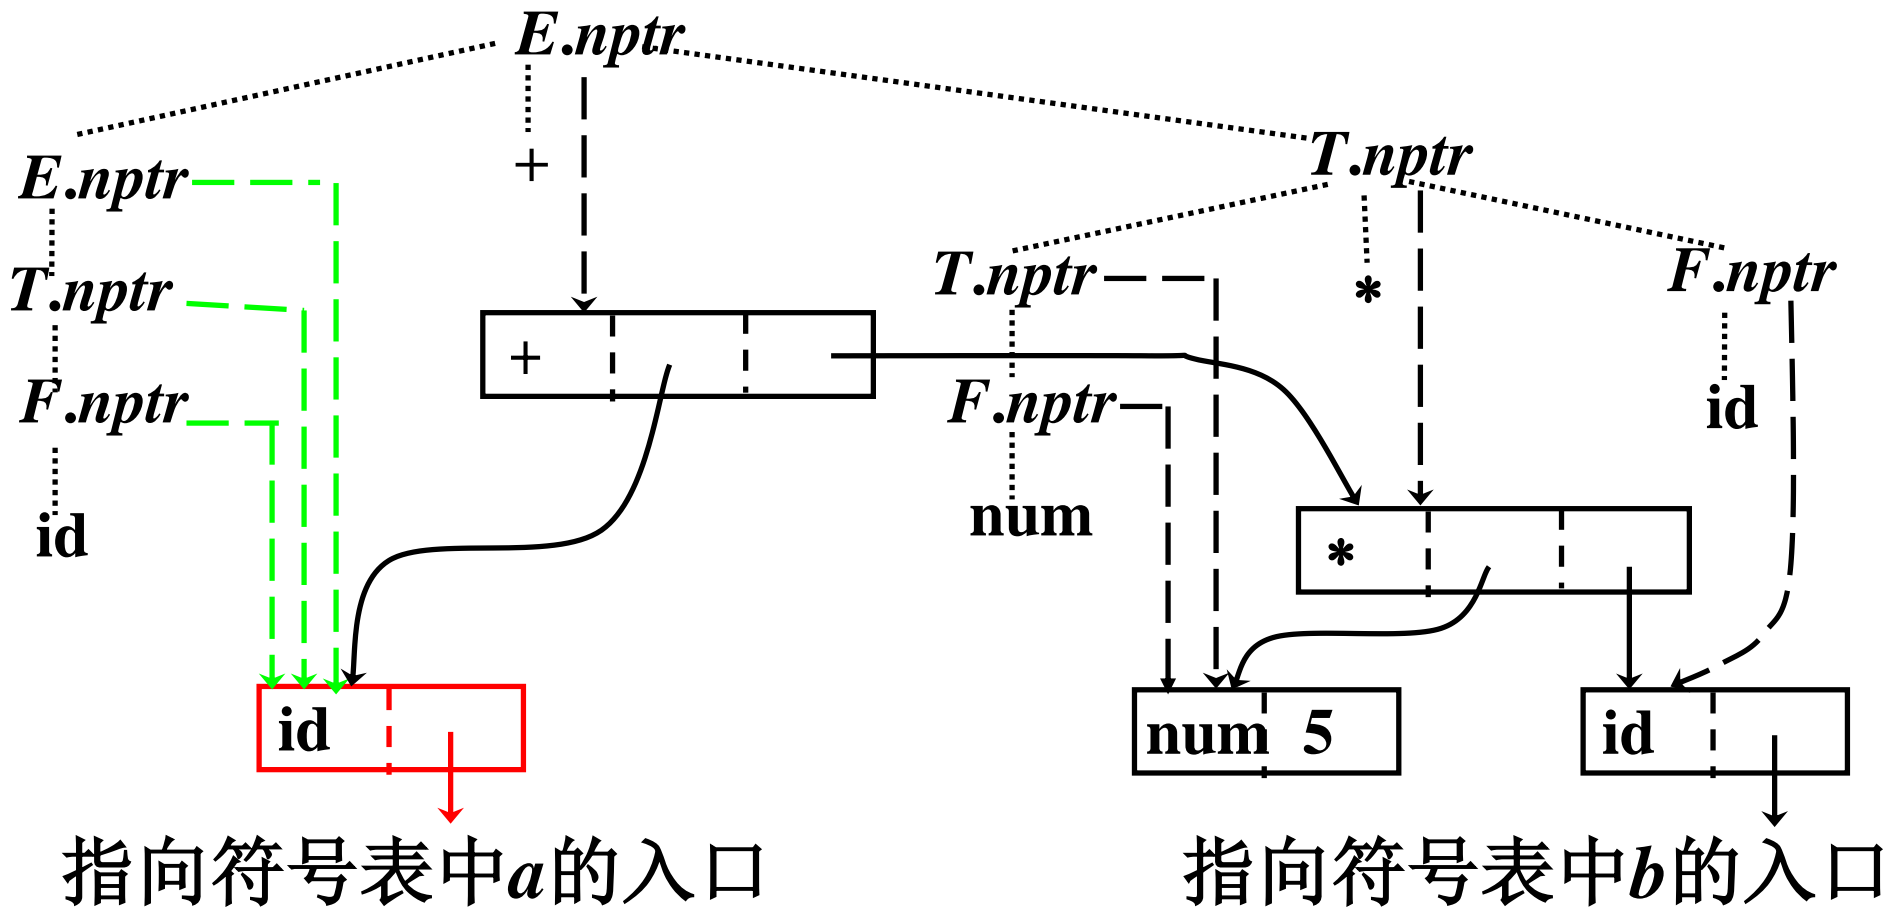 E.nptr
+
T.nptr
E.nptr
T.nptr
*
F.nptr
T.nptr
+
F.nptr
F.nptr
id
id
num
*
id
num 5
id
指向符号表中a的入口
指向符号表中b的入口